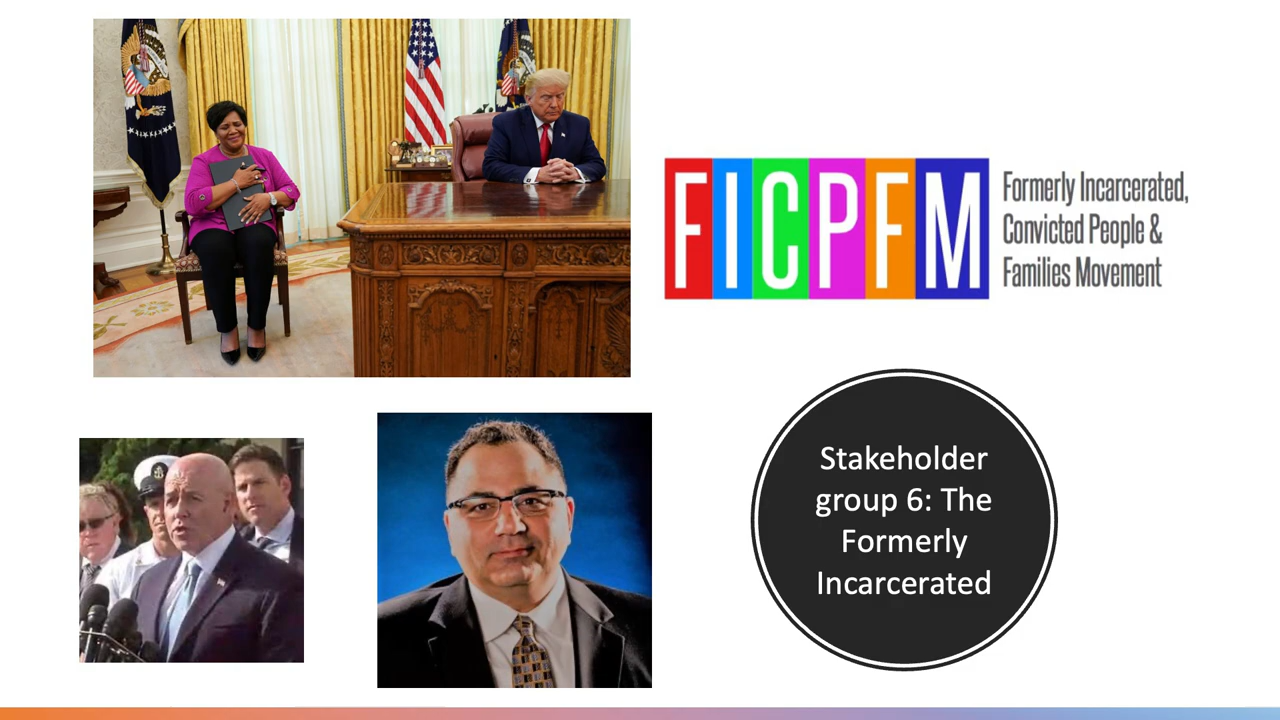 FICPFM
Formerly Incarcerated,
Convicted People &
Families Movement
Stakeholder
group 6: The
Formerly
Incarcerated